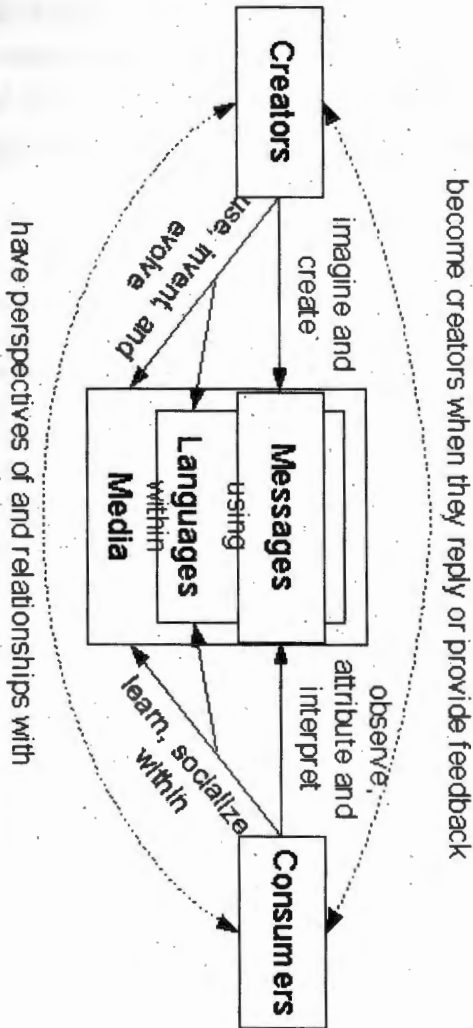 become creators when they reply or provide feedback
Creators
imagine and
create
use, invent, and
evolve
Messages
using
Languages
within
Media
observe,
attribute and
interpret
learn, socialize
within
Consumers
have perspectives of and relationships with